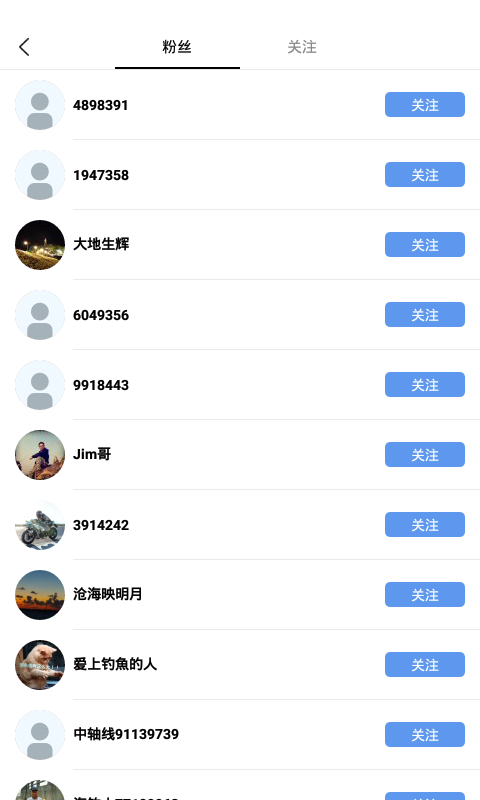 粉丝
关注
4898391
关注
1947358
关注
大地生辉
关注
6049356
关注
9918443
关注
Jim哥
关注
3914242
关注
沧海映明月
关注
爱上钓魚的人
关注
中轴线91139739
关注